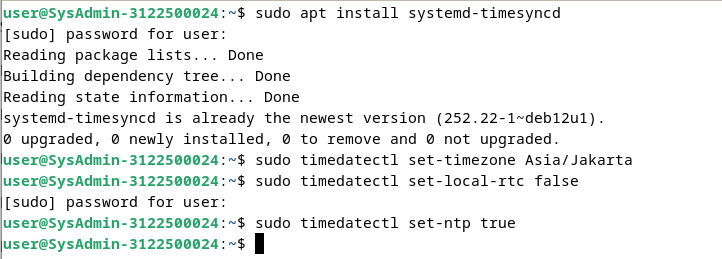 user@SysAdmin-3122500024:~$ sudo apt install systemd-timesyncd
[sudo] password for user:
Reading package lists... Done
Building dependency tree... Done
Reading state information... Done
systemd-timesyncd is already the newest version (252.22-1~deb12u1).
0 upgraded, 0 newly installed, 0 to remove and 0 not upgraded.
user@SysAdmin-3122500024:~$ sudo timedatectl set-timezone Asia/Jakarta
user@SysAdmin-3122500024:~$ sudo timedatectl set-local-rtc false
[sudo] password for user:
user@SysAdmin-3122500024:~$ sudo timedatectl set-ntp true
user@SysAdmin-3122500024:~$